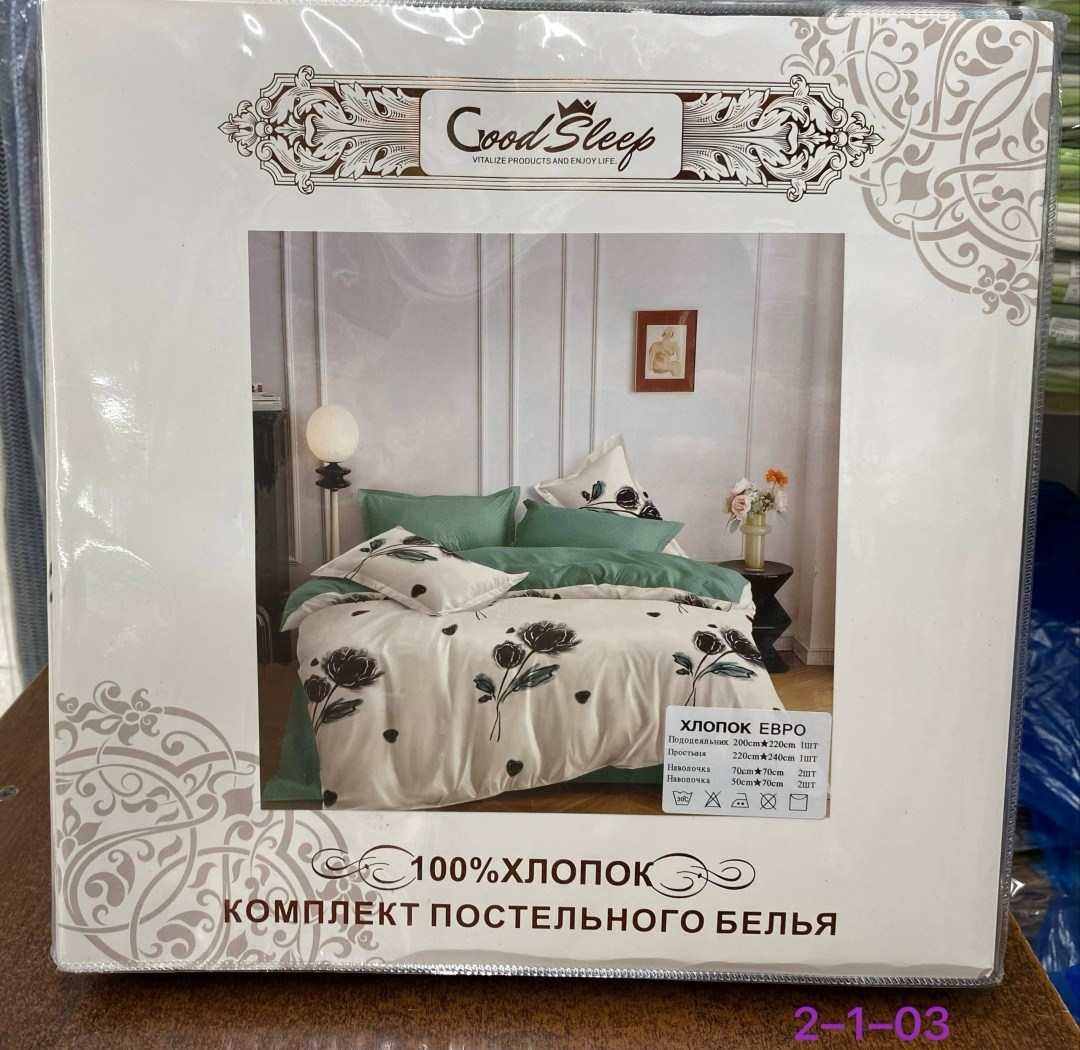 Good Sleep
VITALIZE PRODUCTS AND ENJOY LIFE.
ХЛОПОК ЕВРО
Пододеяльник 200cm★220cm 1ШТ
Простыня 220cm★240cm 1ШТ
Наволочка 70cm★70cm 2ШТ
Наволочка 50cm★70cm 2ШТ
30C
100%ХЛОПОК
КОМПЛЕКТ ПОСТЕЛЬНОГО БЕЛЬЯ
2-1-03